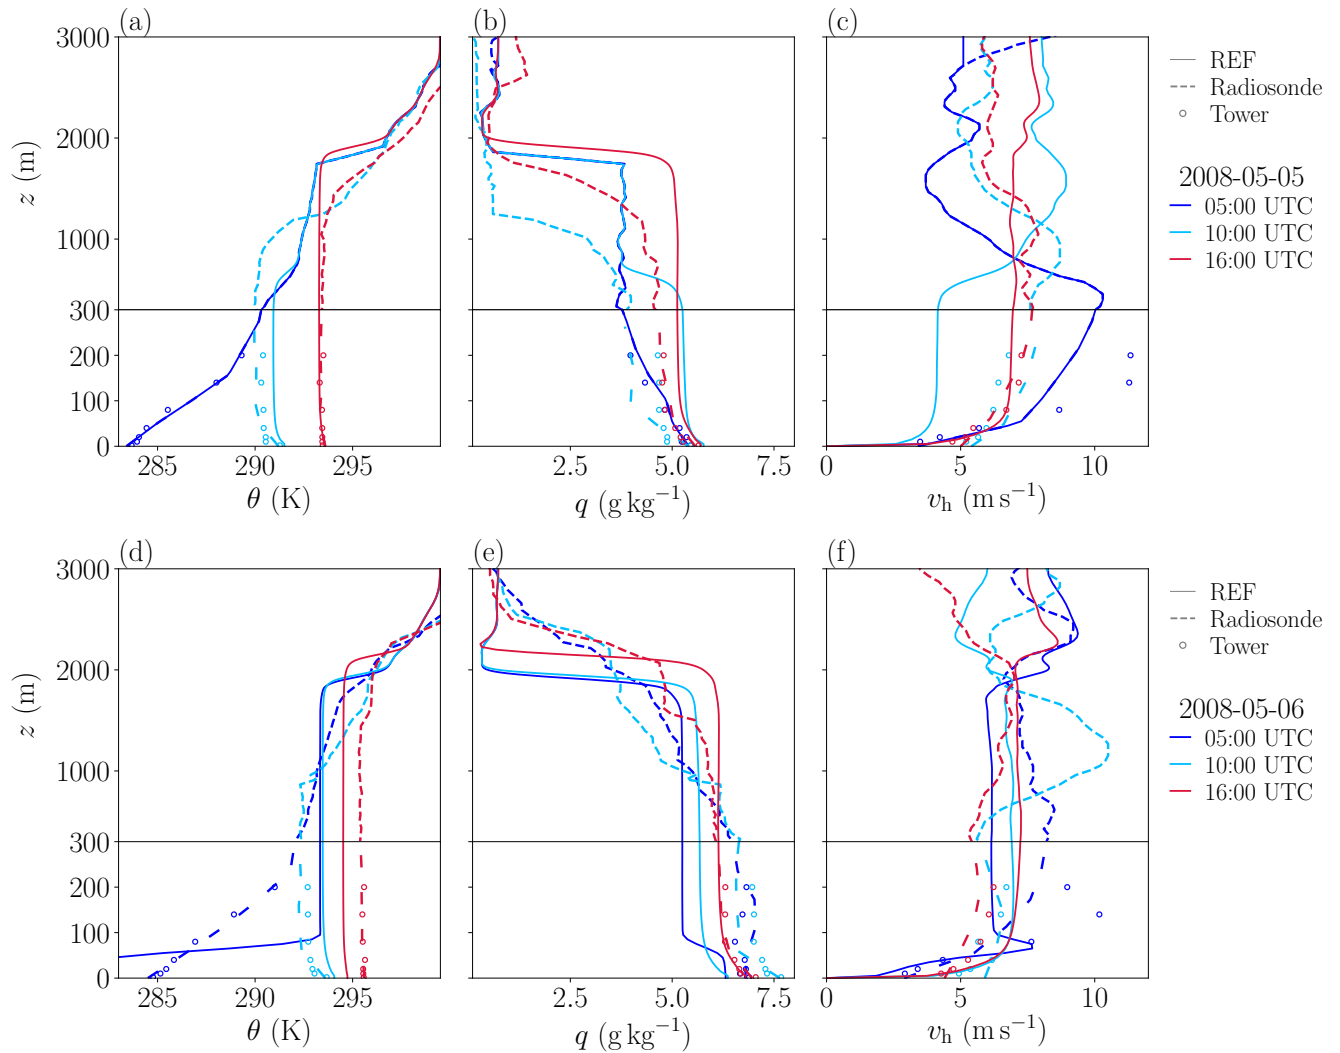 (a) (b) (c)
3000
2000
1000
300
200
100
0
z (m)
285 290 295
θ (K)
2.5 5.0 7.5
q (g kg⁻¹)
0 5 10
v_h (m s⁻¹)
REF
Radiosonde
Tower
2008-05-05
05:00 UTC
10:00 UTC
16:00 UTC
(d) (e) (f)
3000
2000
1000
300
200
100
0
z (m)
285 290 295
θ (K)
2.5 5.0 7.5
q (g kg⁻¹)
0 5 10
v_h (m s⁻¹)
REF
Radiosonde
Tower
2008-05-06
05:00 UTC
10:00 UTC
16:00 UTC